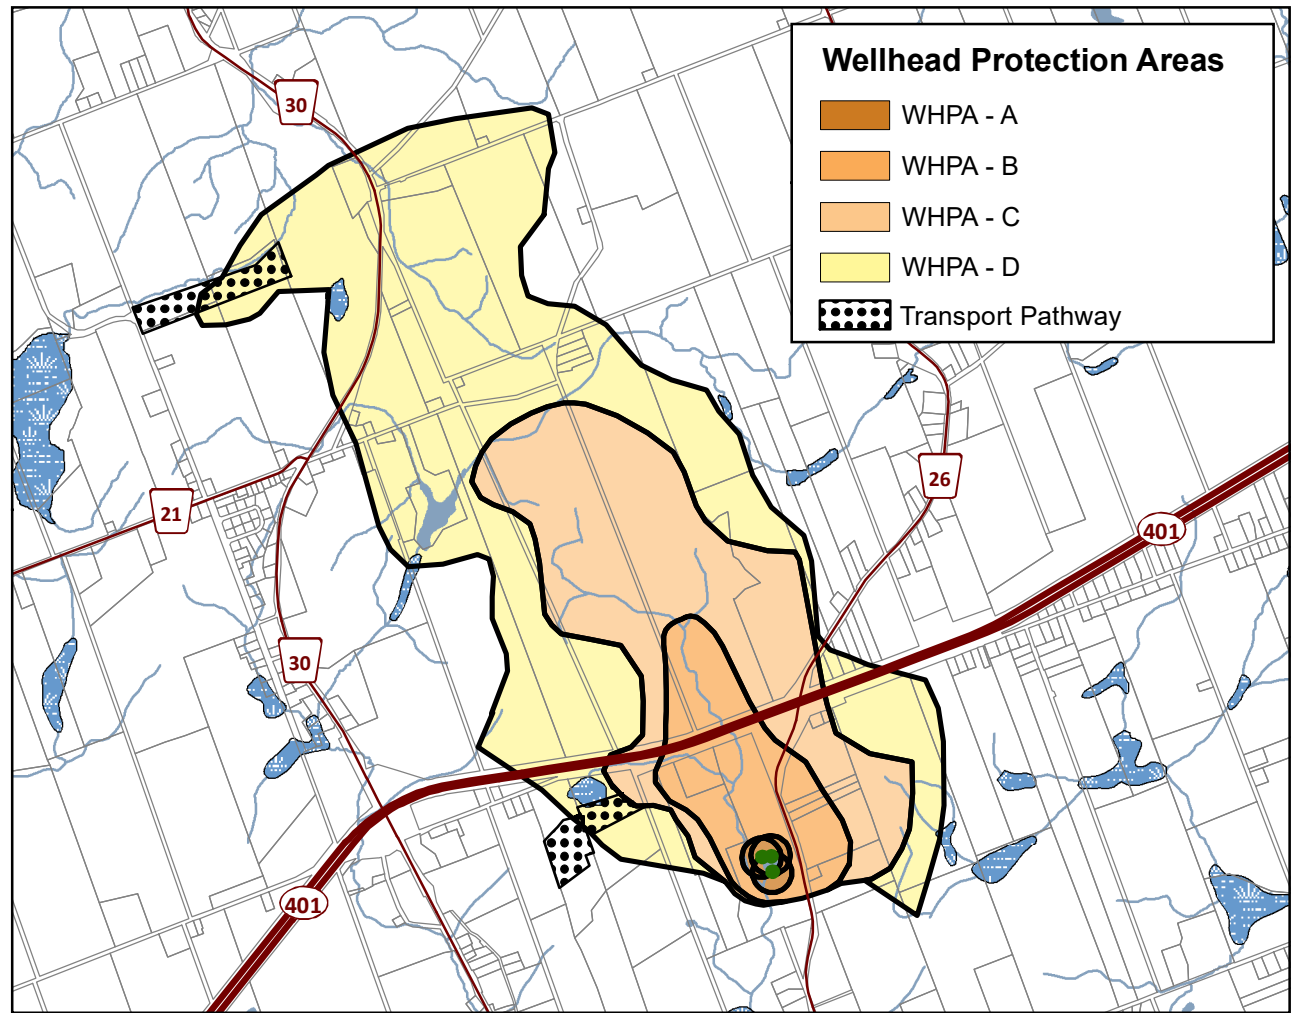 Wellhead Protection Areas
WHPA - A
WHPA - B
WHPA - C
WHPA - D
Transport Pathway
30
26
21
401
30
401